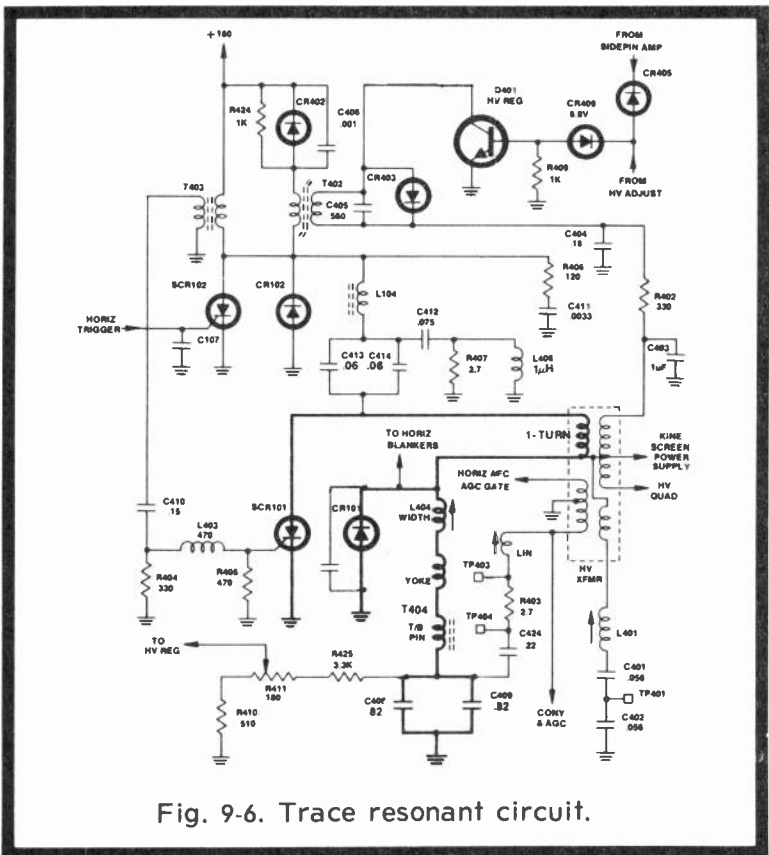 +160
FROM
SIDEPIN AMP
CR405
CR402
R424
1K
C406
.001
Q401
HV REG
CR406
6.8V
T403
T402
CR403
C405
560
R409
1K
FROM
HV ADJUST
C404
.18
SCR102
CR102
L104
R406
120
R402
330
HORIZ
TRIGGER
C107
C412
.075
C411
.0033
C413
.06
C414
.06
R407
2.7
L406
1µH
C403
1uF
1-TURN
TO HORIZ
BLANKERS
HORIZ AFC
AGC GATE
KINE
SCREEN
POWER
SUPPLY
HV
QUAD
C410
.15
SCR101
CR101
L404
WIDTH
L403
470
LIN
TP403
HV
XFMR
YOKE
R404
330
R405
470
R403
2.7
T404
T/B
PIN
TP404
L401
TO
HV REG
R425
3.3K
C424
.22
C401
.056
R411
180
TP401
R410
510
C407
82
C409
.82
CONV
& AGC
C402
.056
Fig. 9-6. Trace resonant circuit.